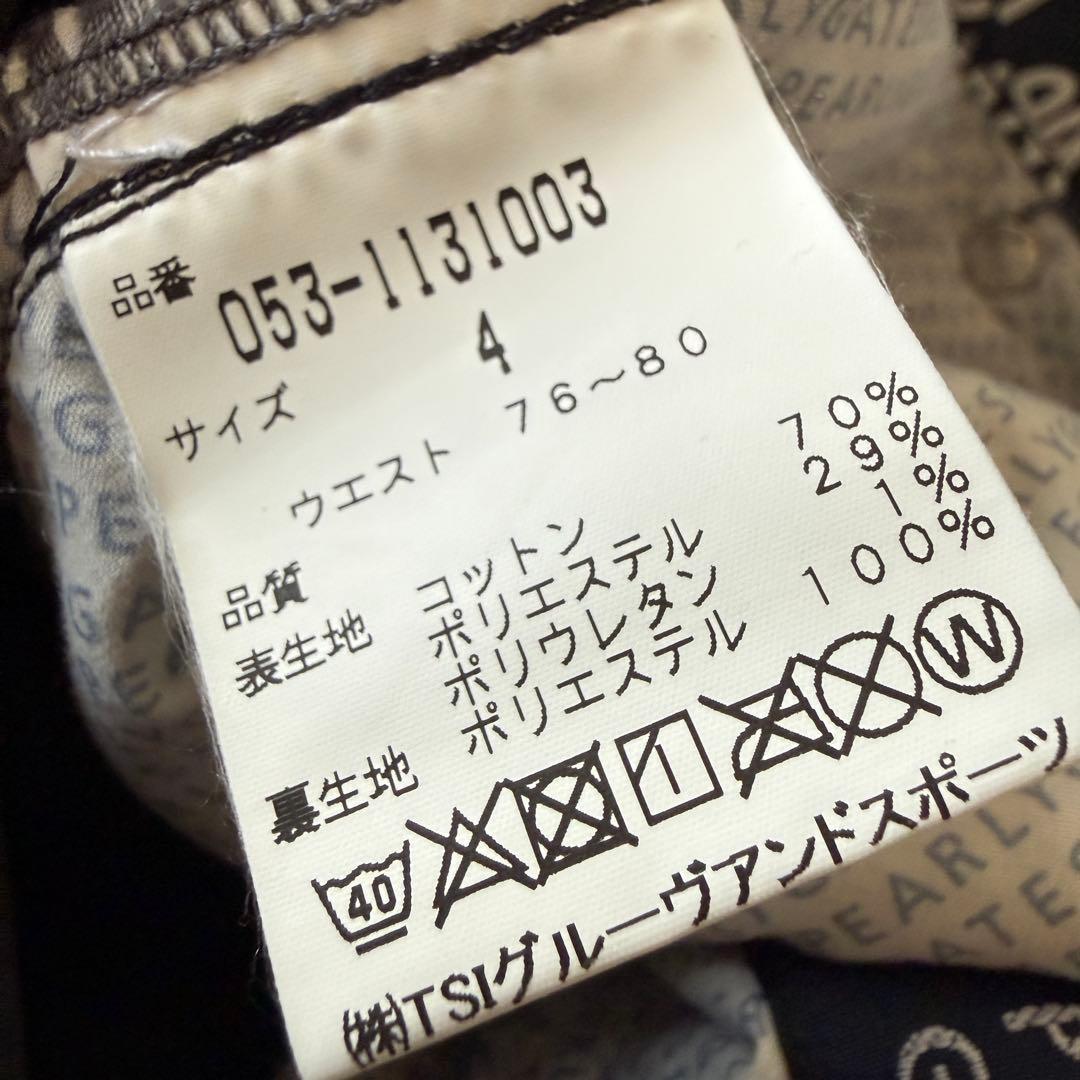 品番 053-1131003
サイズ 4
ウエスト 76～80
品質
表生地 コットン 70%
ポリエステル 29%
ポリウレタン 1%
裏生地 ポリエステル 100%
40
W
㈱TSIグルーヴアンドスポーツ
PEARLY